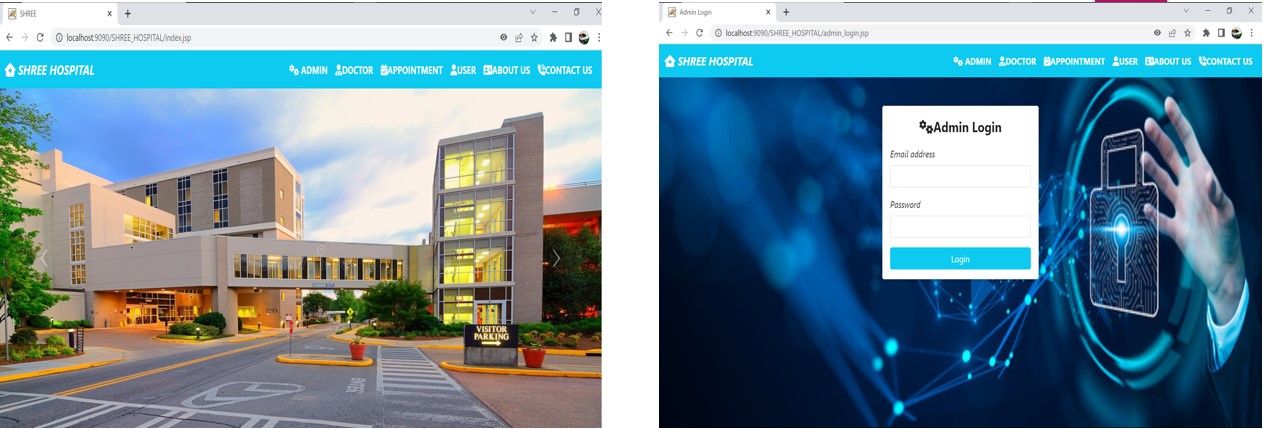 SHREE
localhost:9090/SHREE_HOSPITAL/index.jsp
SHREE HOSPITAL
ADMIN DOCTOR APPOINTMENT USER ABOUT US CONTACT US
VISITOR
PARKING
Admin Login
localhost:9090/SHREE_HOSPITAL/admin_login.jsp
SHREE HOSPITAL
ADMIN DOCTOR APPOINTMENT USER ABOUT US CONTACT US
Admin Login
Email address
Password
Login